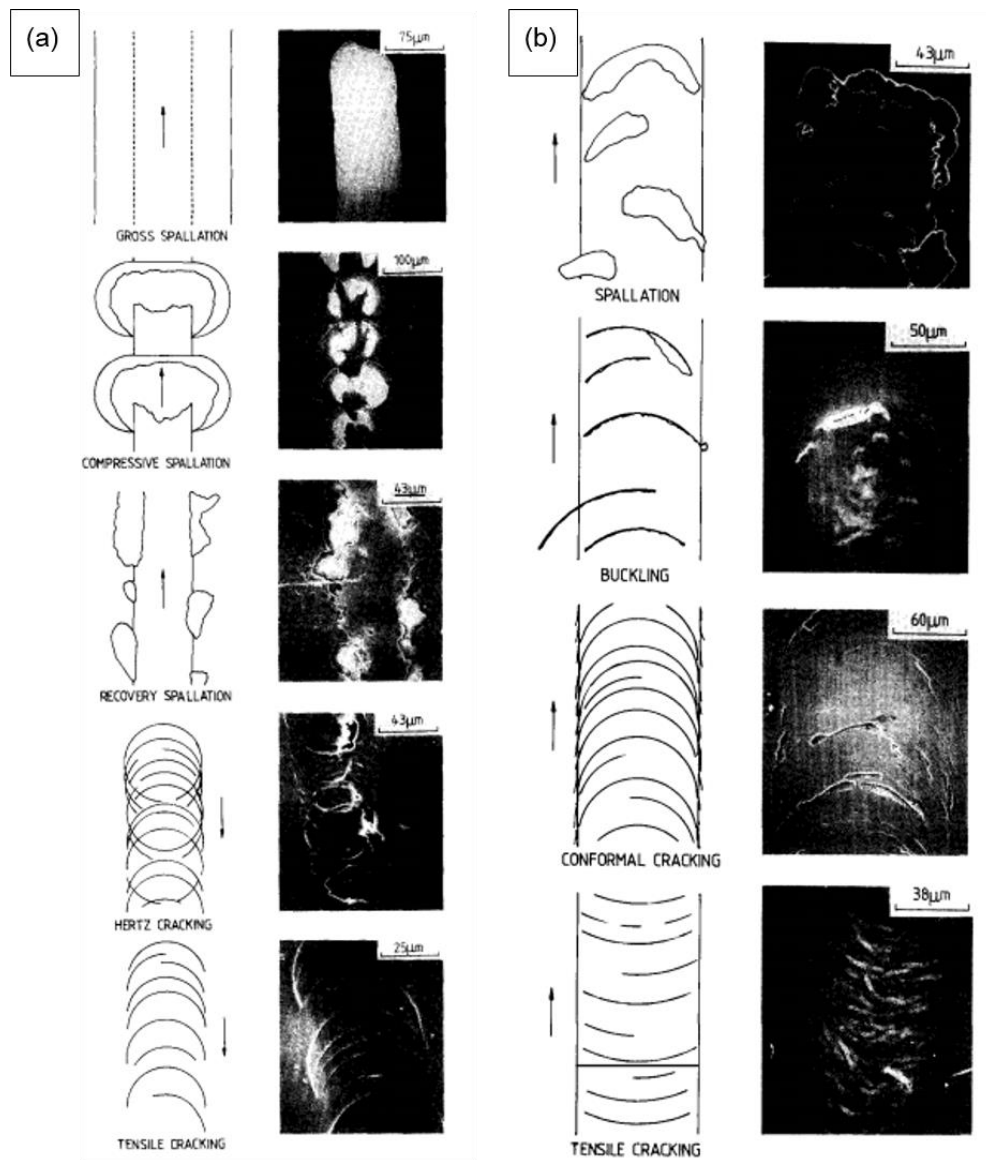 (a)
75μm
GROSS SPALLATION
100μm
COMPRESSIVE SPALLATION
43μm
RECOVERY SPALLATION
43μm
HERTZ CRACKING
25μm
TENSILE CRACKING
(b)
43μm
SPALLATION
50μm
BUCKLING
60μm
CONFORMAL CRACKING
38μm
TENSILE CRACKING